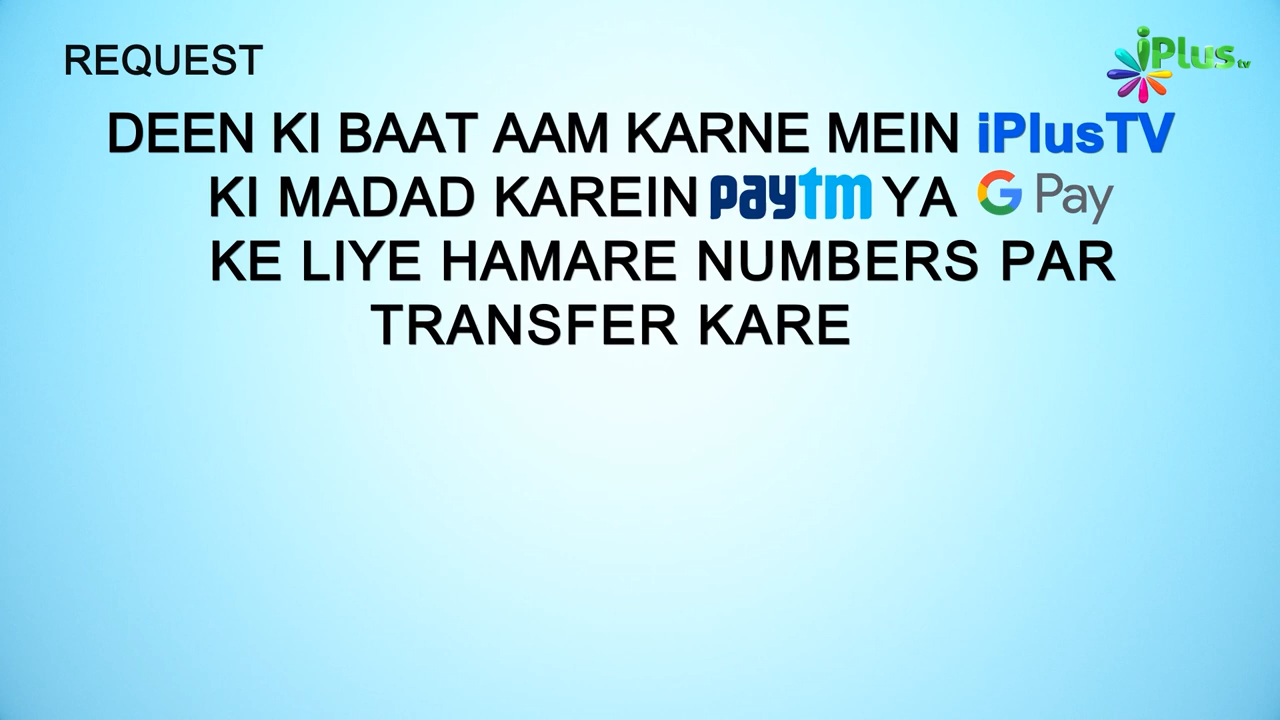 REQUEST
iPlus tv
DEEN KI BAAT AAM KARNE MEIN iPlusTV
KI MADAD KAREIN paytm YA G Pay
KE LIYE HAMARE NUMBERS PAR
TRANSFER KARE